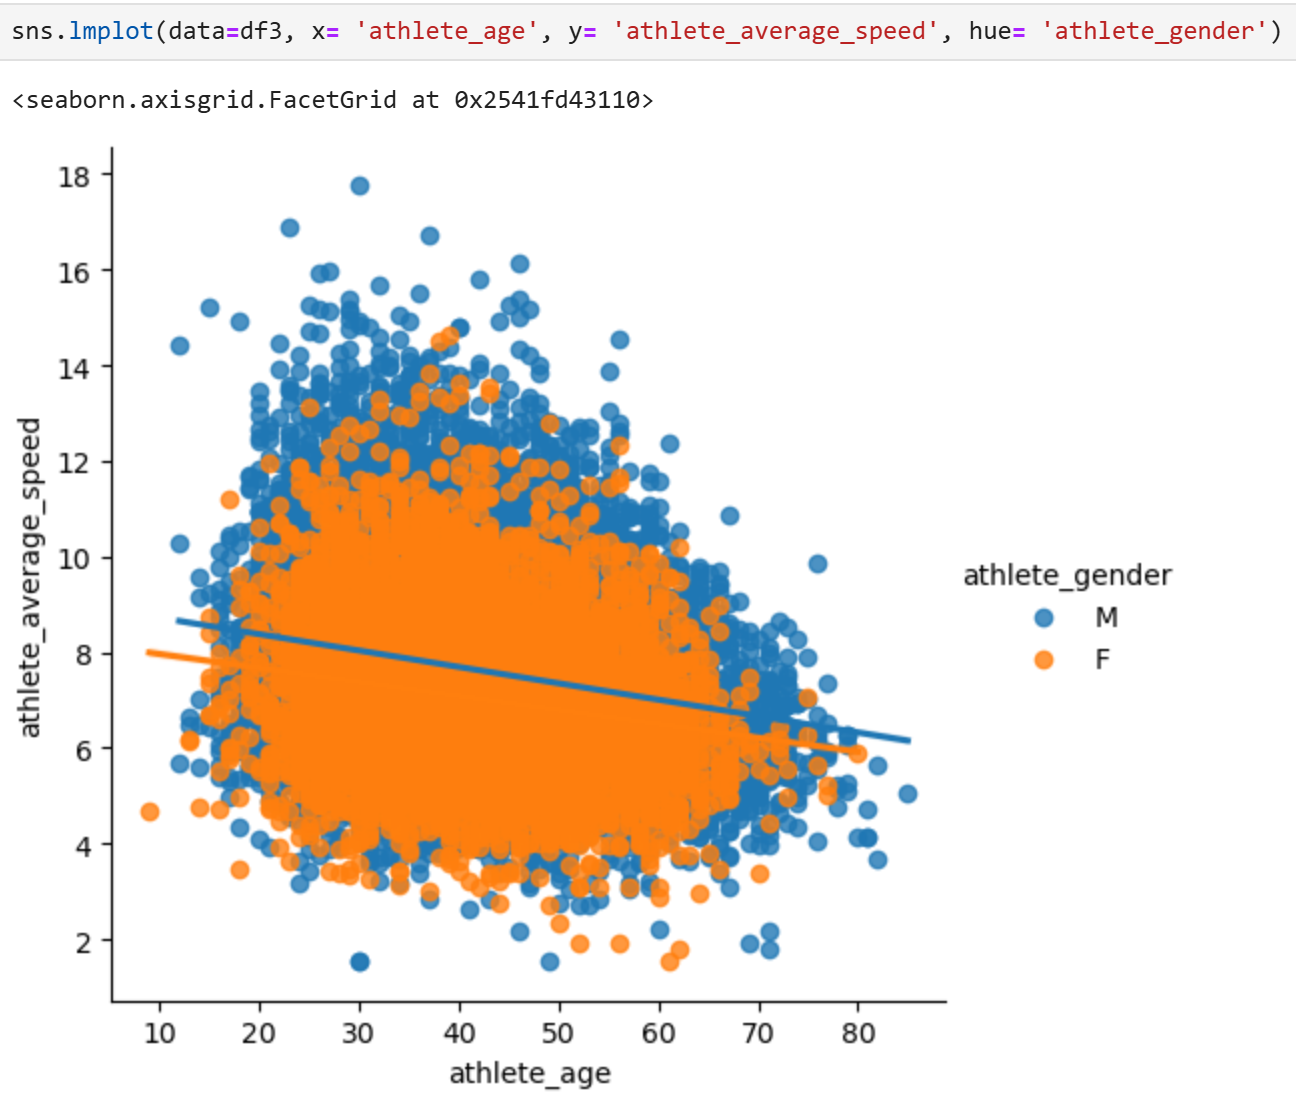 sns.lmplot(data=df3, x= 'athlete_age', y= 'athlete_average_speed', hue= 'athlete_gender')
<seaborn.axisgrid.FacetGrid at 0x2541fd43110>
18
16
14
12
10
8
6
4
2
athlete_average_speed
10 20 30 40 50 60 70 80
athlete_age
athlete_gender
M
F